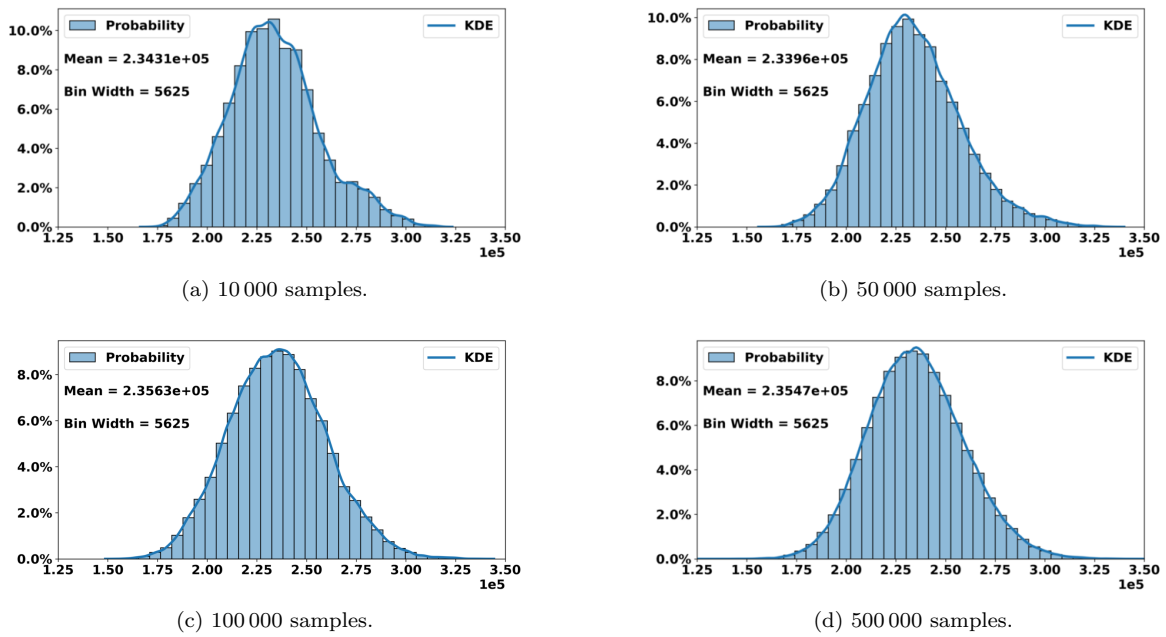 Probability
KDE
Mean = 2.3431e+05
Bin Width = 5625
10.0%
8.0%
6.0%
4.0%
2.0%
0.0%
1.25 1.50 1.75 2.00 2.25 2.50 2.75 3.00 3.25 3.50
1e5
(a) 10 000 samples.
Probability
KDE
Mean = 2.3396e+05
Bin Width = 5625
10.0%
8.0%
6.0%
4.0%
2.0%
0.0%
1.25 1.50 1.75 2.00 2.25 2.50 2.75 3.00 3.25 3.50
1e5
(b) 50 000 samples.
Probability
KDE
Mean = 2.3563e+05
Bin Width = 5625
8.0%
6.0%
4.0%
2.0%
0.0%
1.25 1.50 1.75 2.00 2.25 2.50 2.75 3.00 3.25 3.50
1e5
(c) 100 000 samples.
Probability
KDE
Mean = 2.3547e+05
Bin Width = 5625
8.0%
6.0%
4.0%
2.0%
0.0%
1.25 1.50 1.75 2.00 2.25 2.50 2.75 3.00 3.25 3.50
1e5
(d) 500 000 samples.